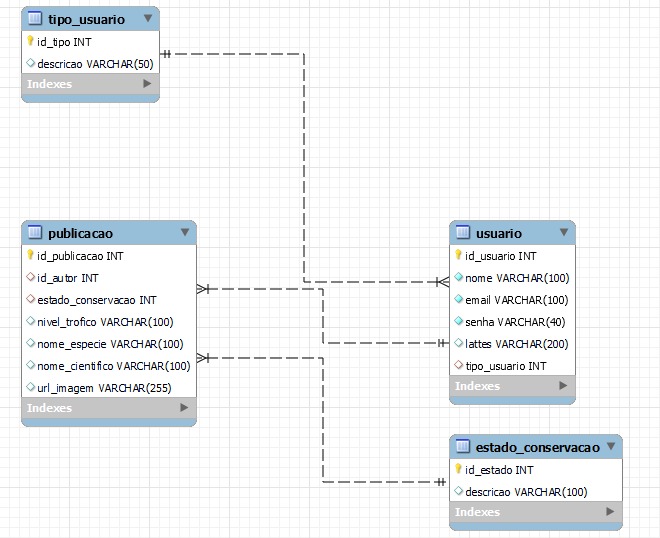 tipo_usuario
id_tipo INT
descricao VARCHAR(50)
Indexes
publicacao
id_publicacao INT
id_autor INT
estado_conservacao INT
nivel_trofico VARCHAR(100)
nome_especie VARCHAR(100)
nome_cientifico VARCHAR(100)
url_imagem VARCHAR(255)
Indexes
usuario
id_usuario INT
nome VARCHAR(100)
email VARCHAR(100)
senha VARCHAR(40)
lattes VARCHAR(200)
tipo_usuario INT
Indexes
estado_conservacao
id_estado INT
descricao VARCHAR(100)
Indexes